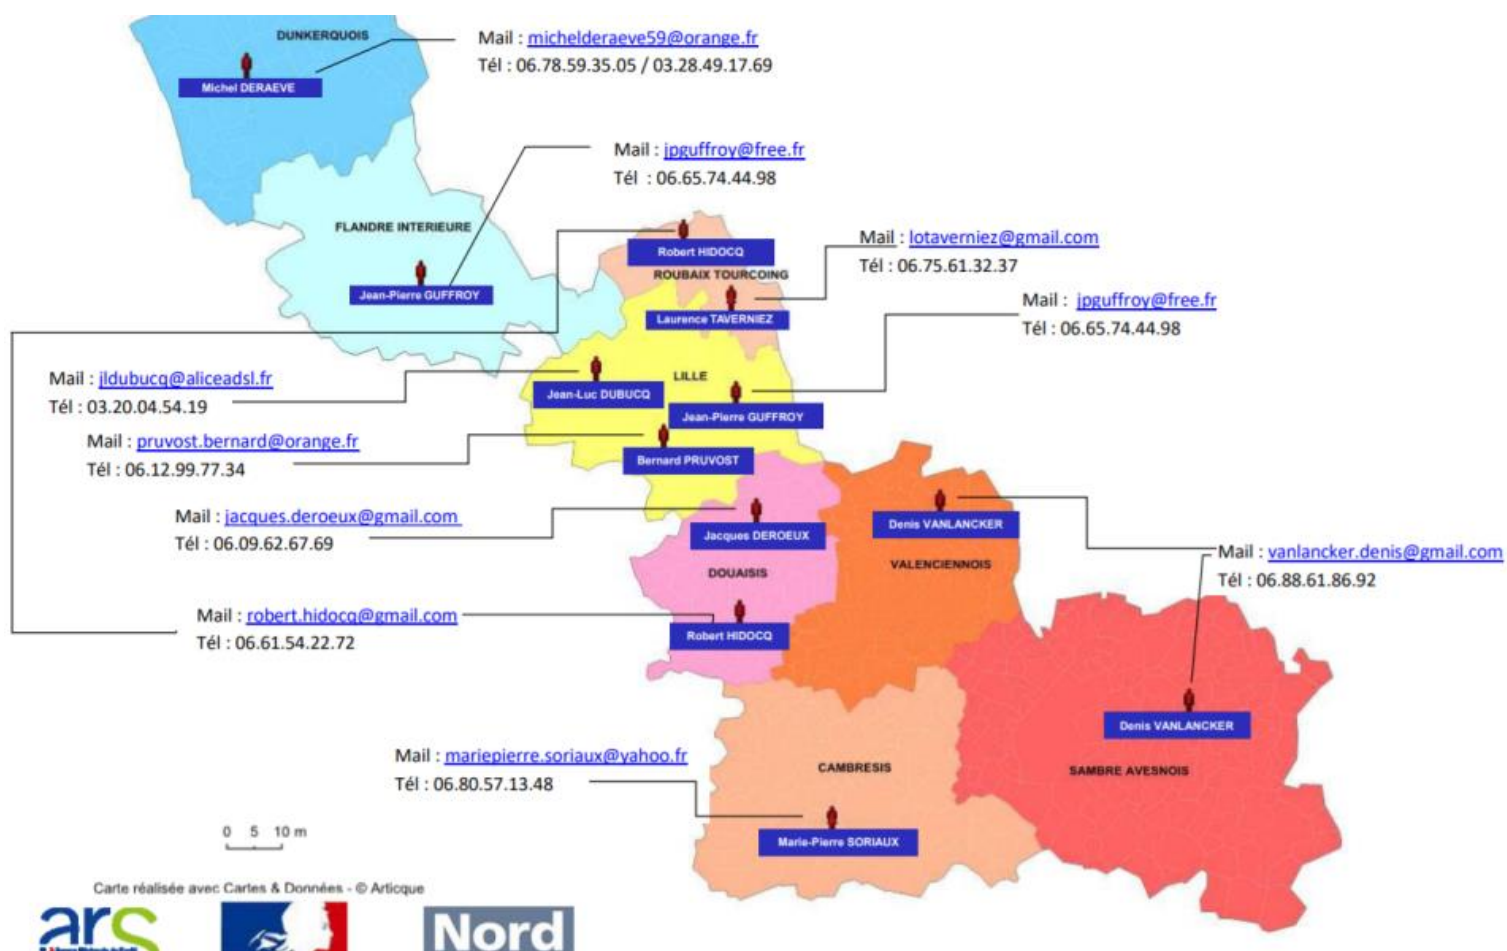 DUNKERQUOIS
Mail : michelderaeve59@orange.fr
Tél : 06.78.59.35.05 / 03.28.49.17.69
Michel DERAEVE
Mail : jpguffroy@free.fr
Tél : 06.65.74.44.98
FLANDRE INTERIEURE
Jean-Pierre GUFFROY
Robert HIDOCQ
ROUBAIX TOURCOING
Mail : lotaverniez@gmail.com
Tél : 06.75.61.32.37
Laurence TAVERNIEZ
Mail : jpguffroy@free.fr
Tél : 06.65.74.44.98
Mail : jldubucq@aliceadsl.fr
Tél : 03.20.04.54.19
LILLE
Jean-Luc DUBUCQ
Jean-Pierre GUFFROY
Mail : pruvost.bernard@orange.fr
Tél : 06.12.99.77.34
Bernard PRUVOST
Mail : jacques.deroeux@gmail.com
Tél : 06.09.62.67.69
Jacques DEROEUX
DOUAISIS
Denis VANLANCKER
VALENCIENNOIS
Mail : vanlancker.denis@gmail.com
Tél : 06.88.61.86.92
Mail : robert.hidocq@gmail.com
Tél : 06.61.54.22.72
Robert HIDOCQ
Denis VANLANCKER
SAMBRE AVESNOIS
Mail : mariepierre.soriaux@yahoo.fr
Tél : 06.80.57.13.48
CAMBRESIS
Marie-Pierre SORIAUX
0 5 10 m
Carte réalisée avec Cartes & Données - © Articque
ars
Nord